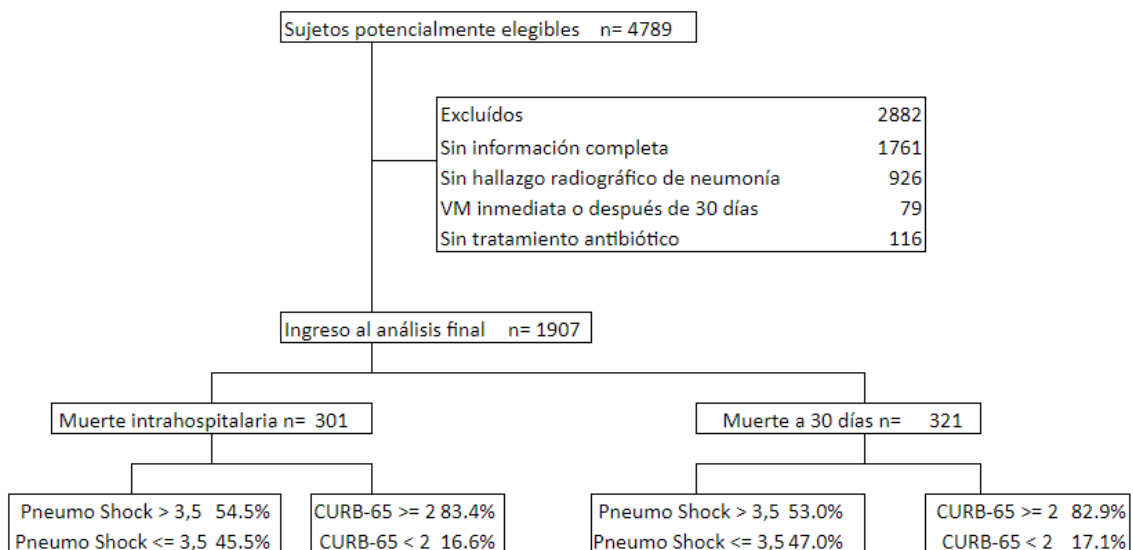 Sujetos potencialmente elegibles n= 4789
Excluídos 2882
Sin información completa 1761
Sin hallazgo radiográfico de neumonía 926
VM inmediata o después de 30 días 79
Sin tratamiento antibiótico 116
Ingreso al análisis final n= 1907
Muerte intrahospitalaria n= 301
Muerte a 30 días n= 321
Pneumo Shock > 3,5 54.5%
Pneumo Shock <= 3,5 45.5%
CURB-65 >= 2 83.4%
CURB-65 < 2 16.6%
Pneumo Shock > 3,5 53.0%
Pneumo Shock <= 3,5 47.0%
CURB-65 >= 2 82.9%
CURB-65 < 2 17.1%